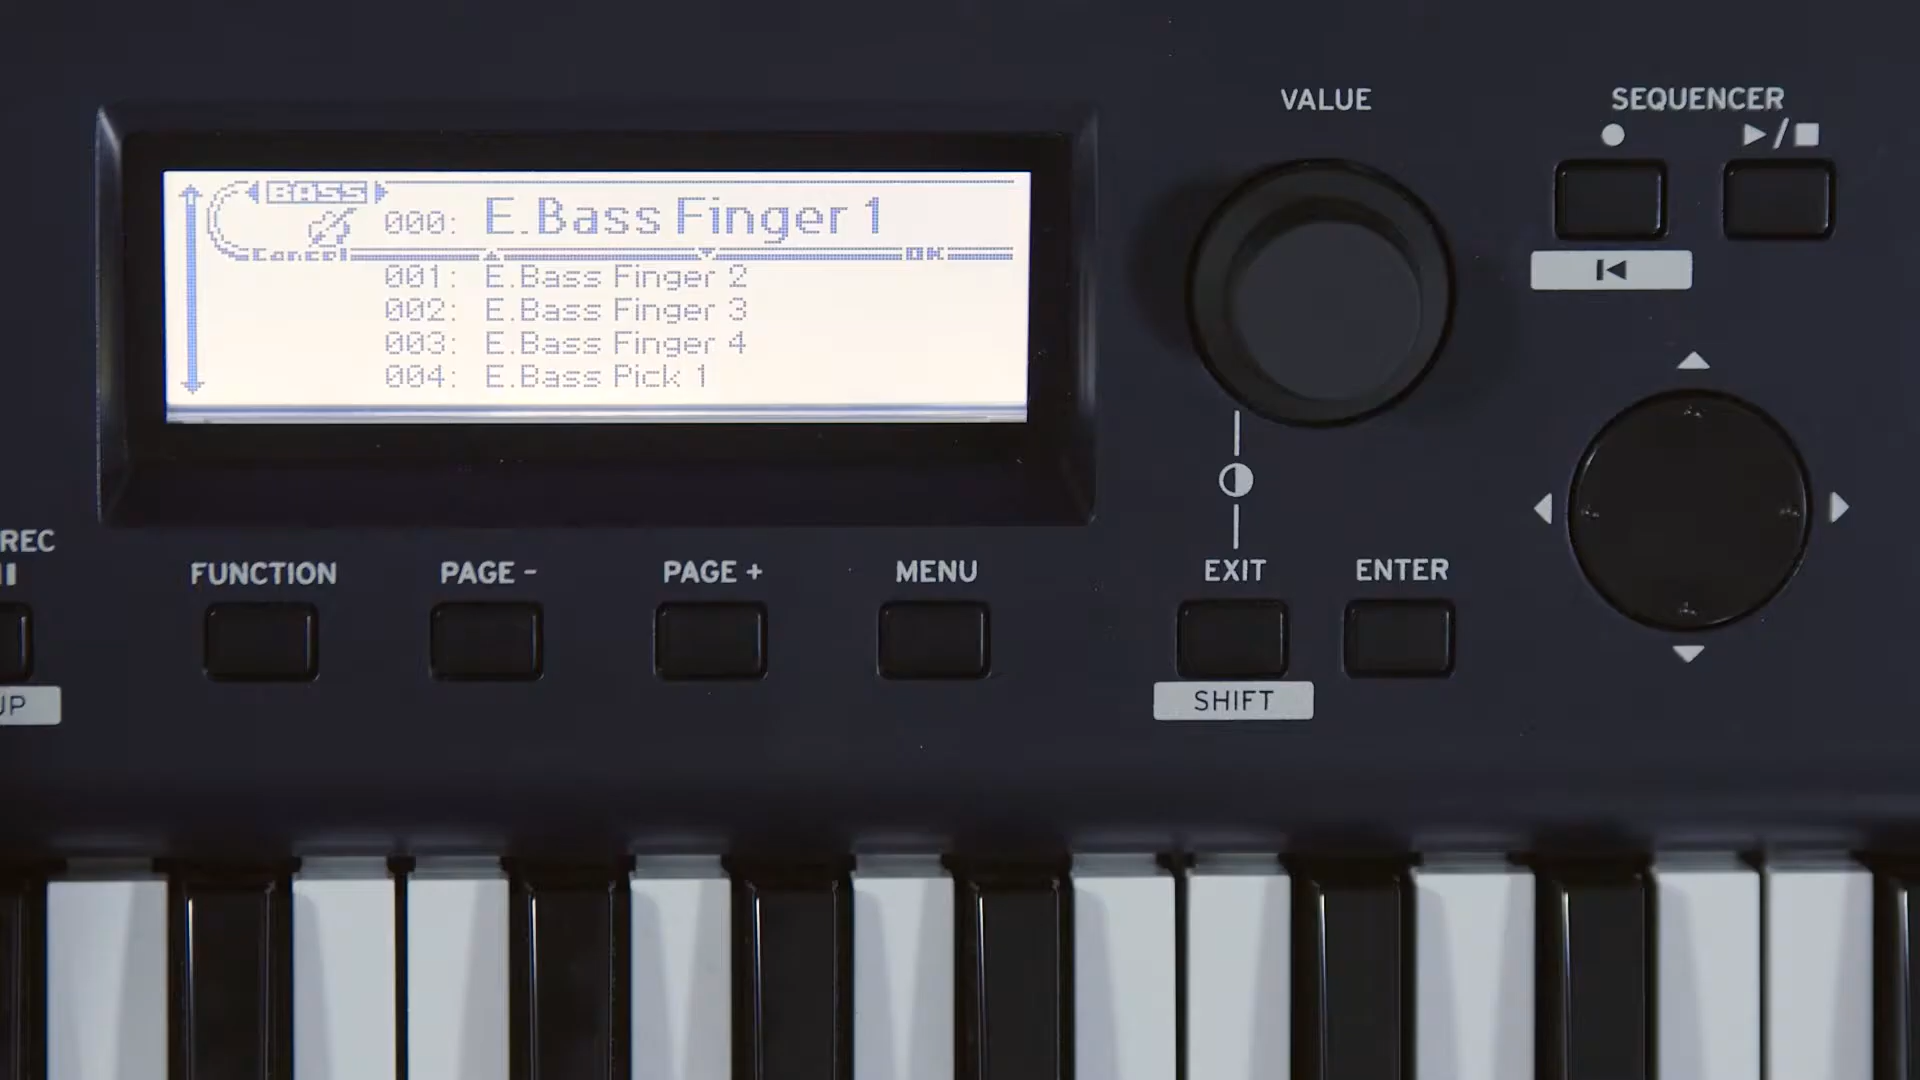 VALUE
SEQUENCER
BASS
000: E.Bass Finger 1
Cancel OK
001: E.Bass Finger 2
002: E.Bass Finger 3
003: E.Bass Finger 4
004: E.Bass Pick 1
REC
FUNCTION
PAGE -
PAGE +
MENU
EXIT
ENTER
SHIFT
UP